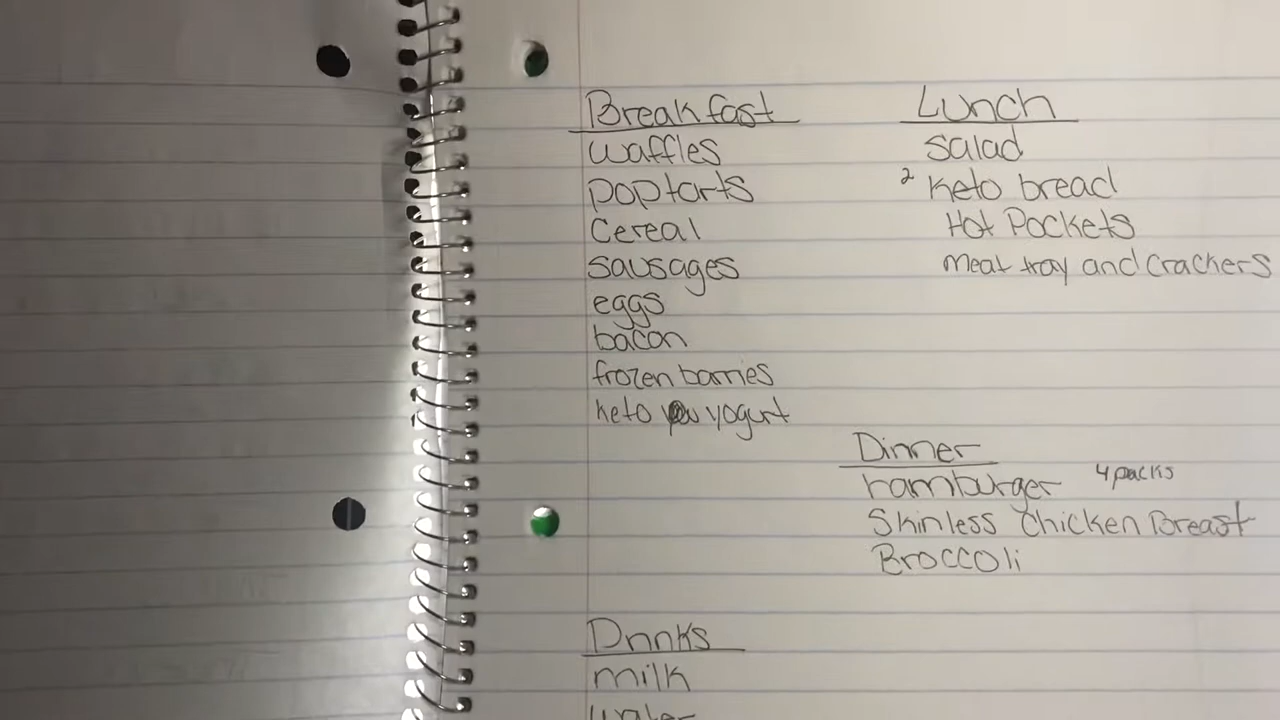 Breakfast
waffles
poptarts
Cereal
sausages
eggs
bacon
frozen barries
keto yogurt
Lunch
salad
2 Keto bread
Hot Pockets
meat tray and crackers
Dinner
hamburger 4 packs
Skinless Chicken Breast
Broccoli
Drinks
milk
water